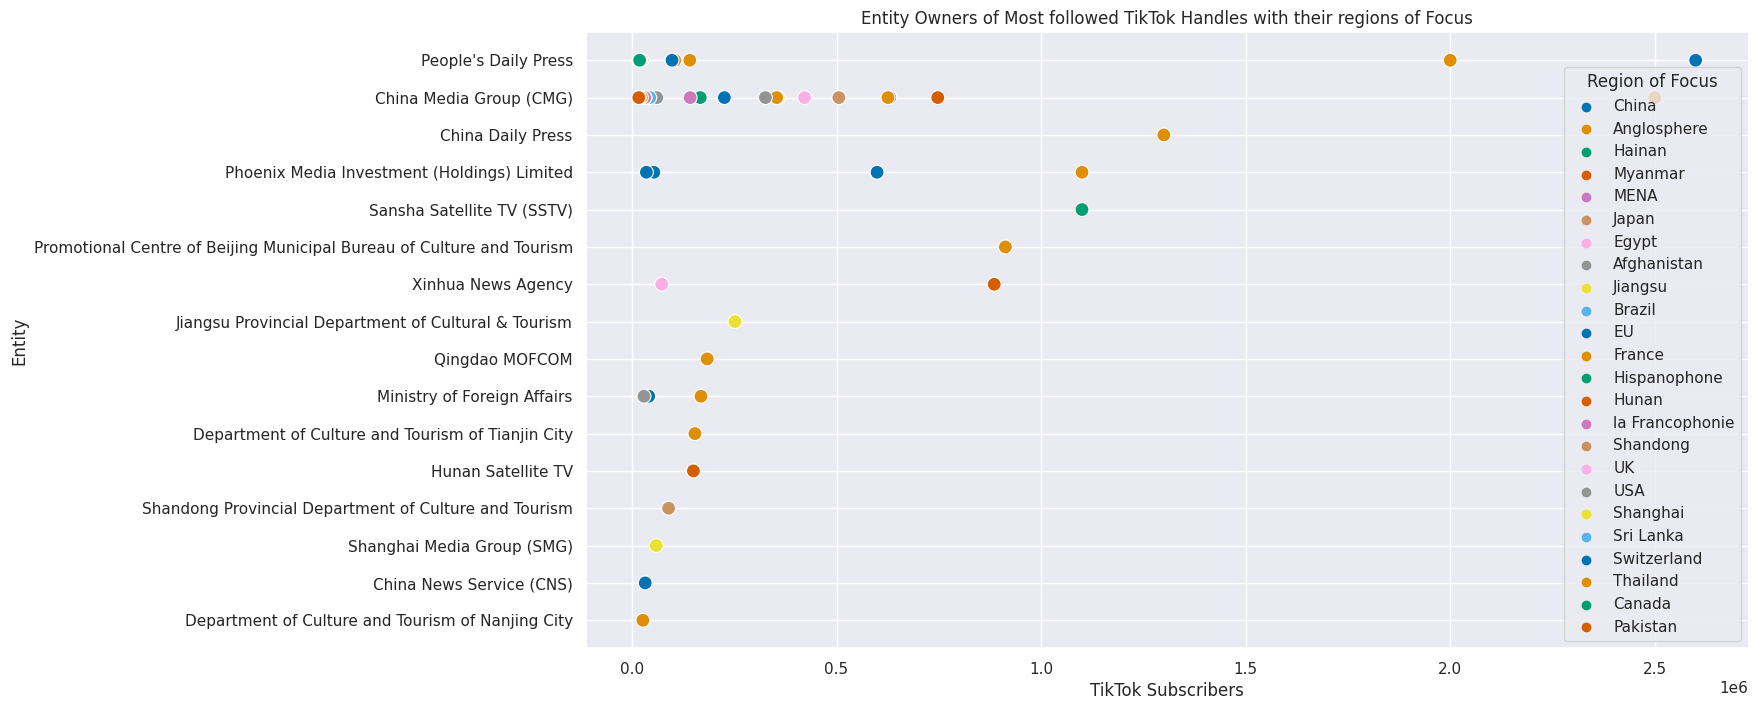 Entity Owners of Most followed TikTok Handles with their regions of Focus
Entity
People's Daily Press
China Media Group (CMG)
China Daily Press
Phoenix Media Investment (Holdings) Limited
Sansha Satellite TV (SSTV)
Promotional Centre of Beijing Municipal Bureau of Culture and Tourism
Xinhua News Agency
Jiangsu Provincial Department of Cultural & Tourism
Qingdao MOFCOM
Ministry of Foreign Affairs
Department of Culture and Tourism of Tianjin City
Hunan Satellite TV
Shandong Provincial Department of Culture and Tourism
Shanghai Media Group (SMG)
China News Service (CNS)
Department of Culture and Tourism of Nanjing City
Region of Focus
China
Anglosphere
Hainan
Myanmar
MENA
Japan
Egypt
Afghanistan
Jiangsu
Brazil
EU
France
Hispanophone
Hunan
la Francophonie
Shandong
UK
USA
Shanghai
Sri Lanka
Switzerland
Thailand
Canada
Pakistan
0.0 0.5 1.0 1.5 2.0 2.5
1e6
TikTok Subscribers